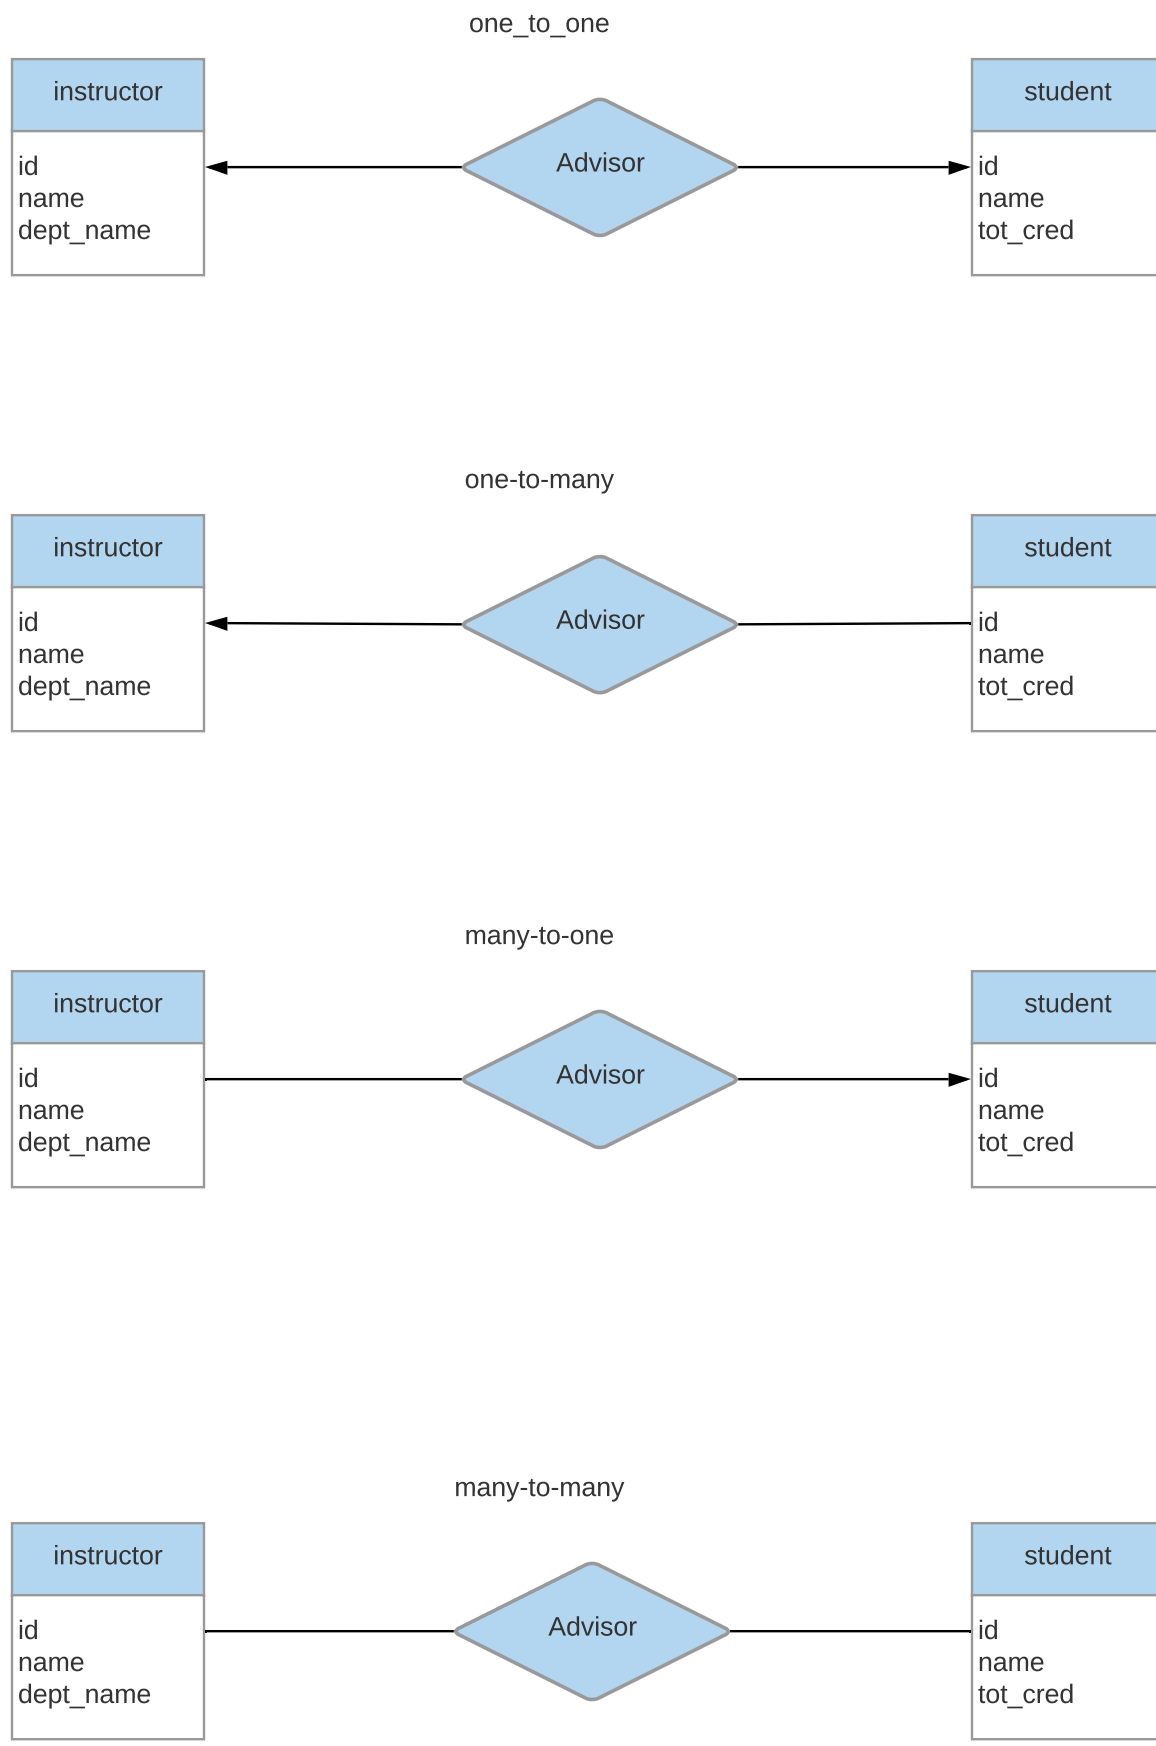 one_to_one
instructor
student
Advisor
id
name
dept_name
id
name
tot_cred
one-to-many
instructor
student
Advisor
id
name
dept_name
id
name
tot_cred
many-to-one
instructor
student
Advisor
id
name
dept_name
id
name
tot_cred
many-to-many
instructor
student
Advisor
id
name
dept_name
id
name
tot_cred